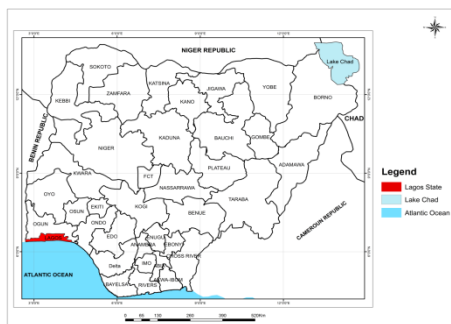 NIGER REPUBLIC
Lake Chad
SOKOTO
KATSINA
ZAMFARA
JIGAWA
YOBE
KEBBI
KANO
BORNO
CHAD
BENIN REPUBLIC
KADUNA
BAUCHI
GOMBE
NIGER
ADAMAWA
PLATEAU
KWARA
FCT
NASSARAWA
TARABA
OYO
KOGI
BENUE
EKITI
OSUN
OGUN
ONDO
EDO
ENUGU
ANAMBRA
EBONYI
CROSS RIVER
CAMEROUN REPUBLIC
IMO
Delta
BAYELSA
RIVERS
ATLANTIC OCEAN
Legend
Lagos State
Lake Chad
Atlantic Ocean